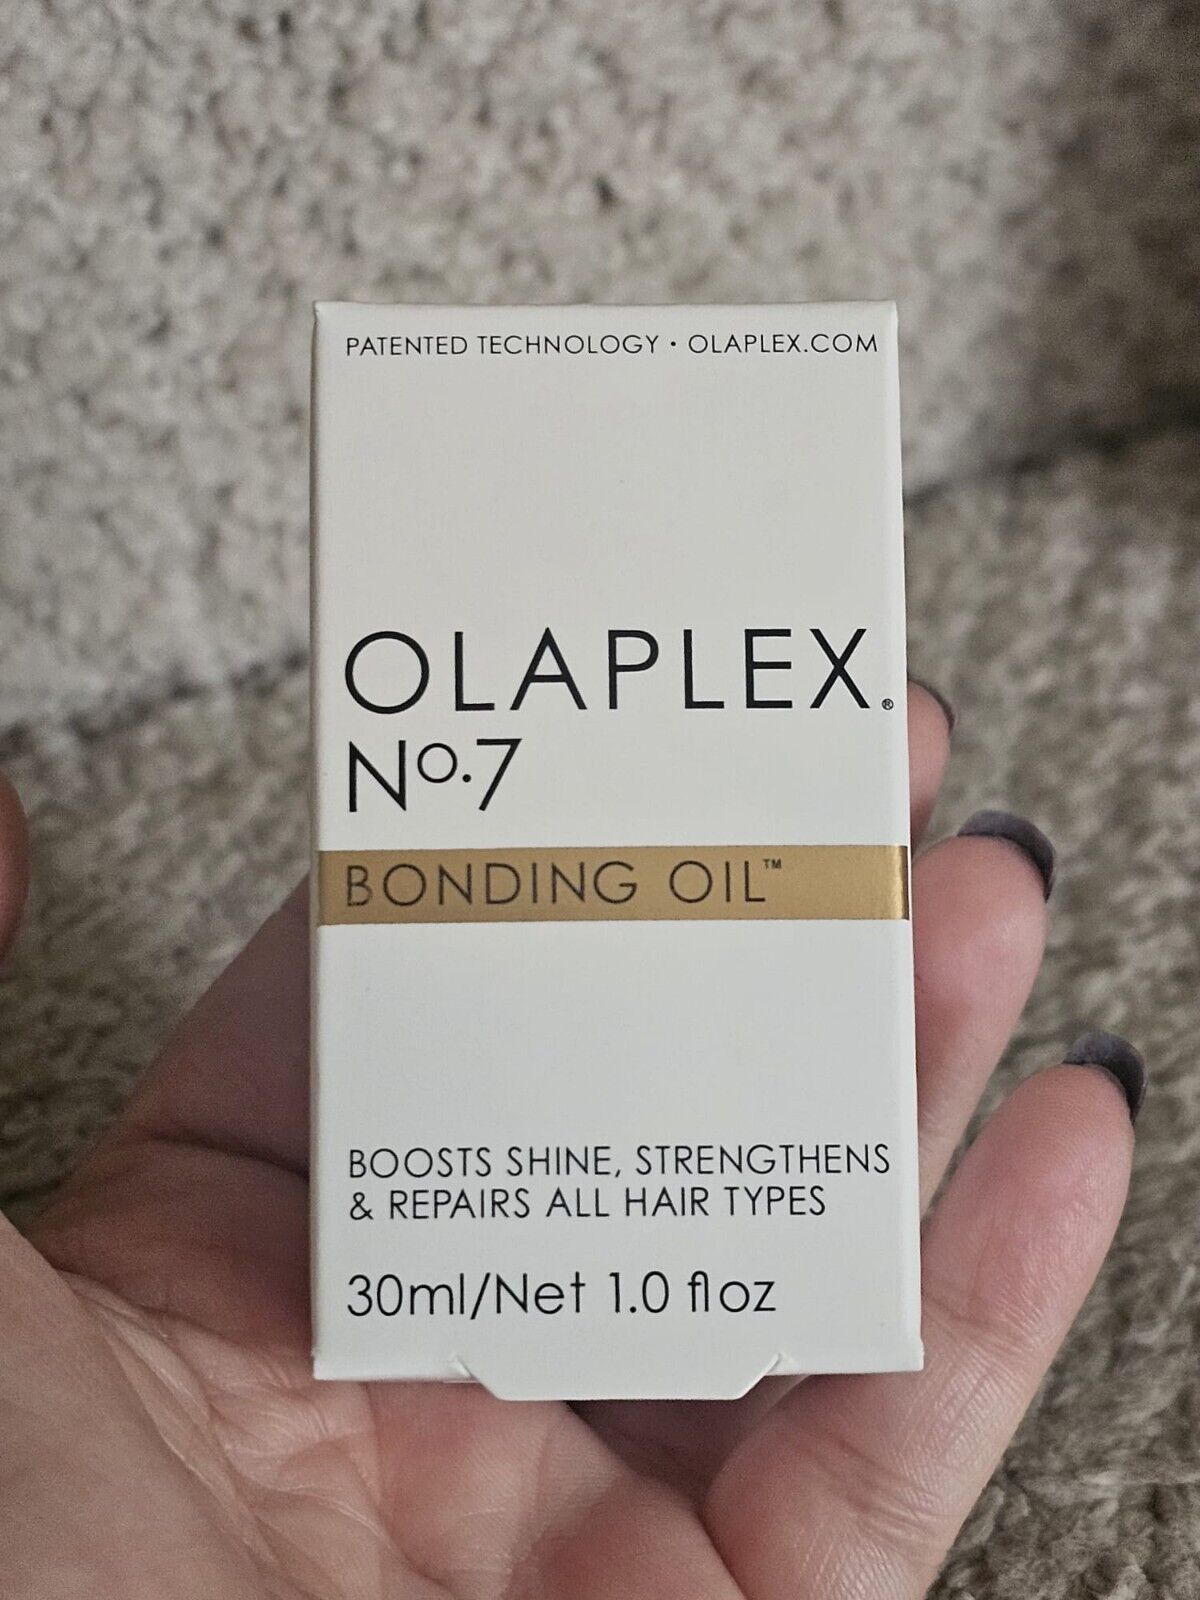 PATENTED TECHNOLOGY • OLAPLEX.COM
OLAPLEX®
Nº.7
BONDING OIL™
BOOSTS SHINE, STRENGTHENS
& REPAIRS ALL HAIR TYPES
30ml/Net 1.0 fl oz